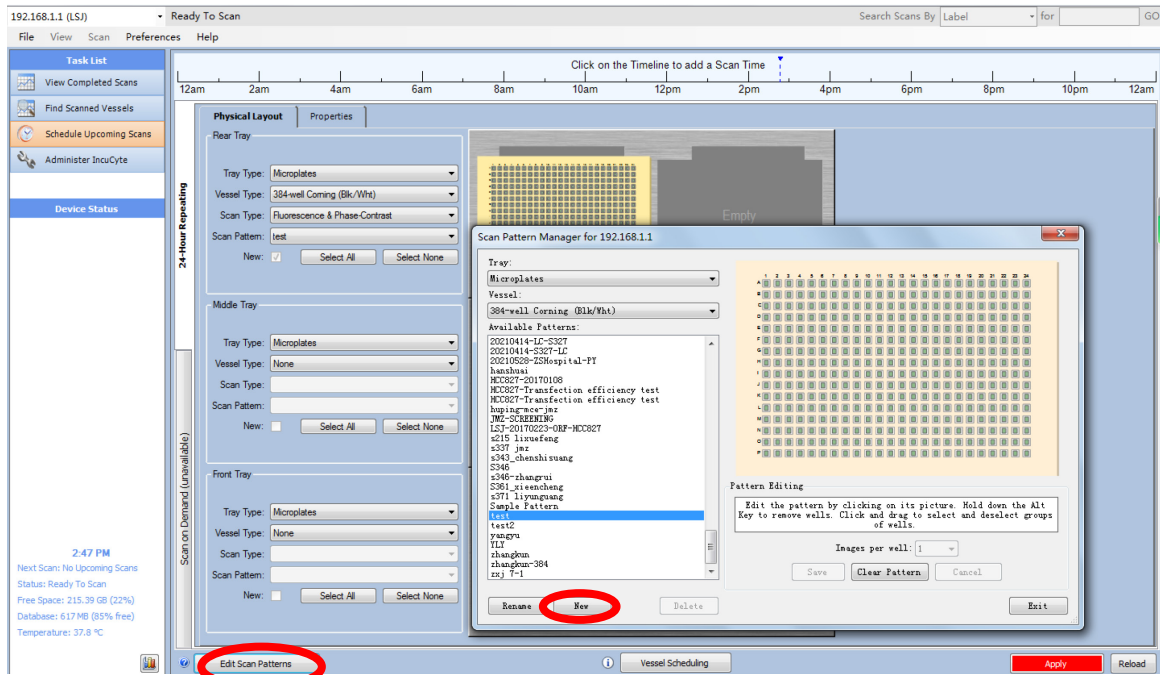 192.168.1.1 (LSJ) Ready To Scan Search Scans By Label for GO
File View Scan Preferences Help
Task List
View Completed Scans
Find Scanned Vessels
Schedule Upcoming Scans
Administer IncuCyte
Device Status
2:47 PM
Next Scan: No Upcoming Scans
Status: Ready To Scan
Free Space: 215.39 GB (22%)
Database: 617 MB (85% free)
Temperature: 37.8 ºC
Click on the Timeline to add a Scan Time
12am 2am 4am 6am 8am 10am 12pm 2pm 4pm 6pm 8pm 10pm 12am
24-Hour Repeating
Scan on Demand (unavailable)
Physical Layout Properties
Rear Tray
Tray Type: Microplates
Vessel Type: 384-well Corning (Blk/Wht)
Scan Type: Fluorescence & Phase-Contrast
Scan Pattern: test
New: Select All Select None
Middle Tray
Tray Type: Microplates
Vessel Type: None
Scan Type:
Scan Pattern:
New: Select All Select None
Front Tray
Tray Type: Microplates
Vessel Type: None
Scan Type:
Scan Pattern:
New: Select All Select None
Empty
Scan Pattern Manager for 192.168.1.1
Tray:
Microplates
Vessel:
384-well Corning (Blk/Wht)
Available Patterns:
20210414-LC-S327
20210414-S327-LC
20210528-ZSHospital-PY
hanshuai
HCC827-20170108
HCC827-Transfection efficiency test
HCC827-Transfection efficiency test
huping-mce-jmz
JMZ-SCREENING
LSJ-20170223-ORF-HCC827
s215 lixuefeng
s337 jmz
s343_chenshisuang
S346
s346-zhangrui
S361_xieencheng
s371 liyunguang
Sample Pattern
test
test2
yangyu
YLY
zhangkun
zhangkun-384
zxj 7-1
Rename New Delete
1 2 3 4 5 6 7 8 9 10 11 12 13 14 15 16 17 18 19 20 21 22 23 24
A
B
C
D
E
F
G
H
I
J
K
L
M
N
O
P
Pattern Editing
Edit the pattern by clicking on its picture. Hold down the Alt
Key to remove wells. Click and drag to select and deselect groups
of wells.
Images per well: 1
Save Clear Pattern Cancel
Exit
Edit Scan Patterns Vessel Scheduling Apply Reload